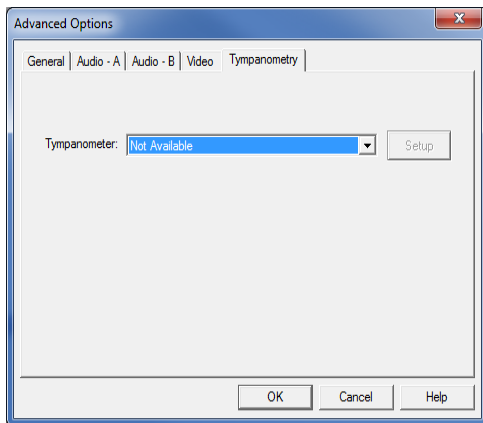 Advanced Options
General Audio - A Audio - B Video Tympanometry
Tympanometer: Not Available Setup
OK Cancel Help